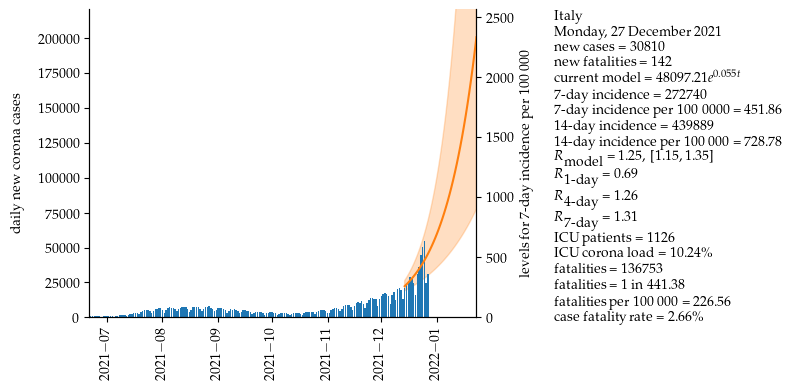 daily new corona cases
200000
175000
150000
125000
100000
75000
50000
25000
0
2021−07
2021−08
2021−09
2021−10
2021−11
2021−12
2022−01
2500
2000
1500
1000
500
0
levels for 7-day incidence per 100 000
Italy
Monday, 27 December 2021
new cases = 30810
new fatalities = 142
current model = 48097.21e^0.055t
7-day incidence = 272740
7-day incidence per 100 0000 = 451.86
14-day incidence = 439889
14-day incidence per 100 000 = 728.78
R_model = 1.25, [1.15, 1.35]
R_1-day = 0.69
R_4-day = 1.26
R_7-day = 1.31
ICU patients = 1126
ICU corona load = 10.24%
fatalities = 136753
fatalities = 1 in 441.38
fatalities per 100 000 = 226.56
case fatality rate = 2.66%